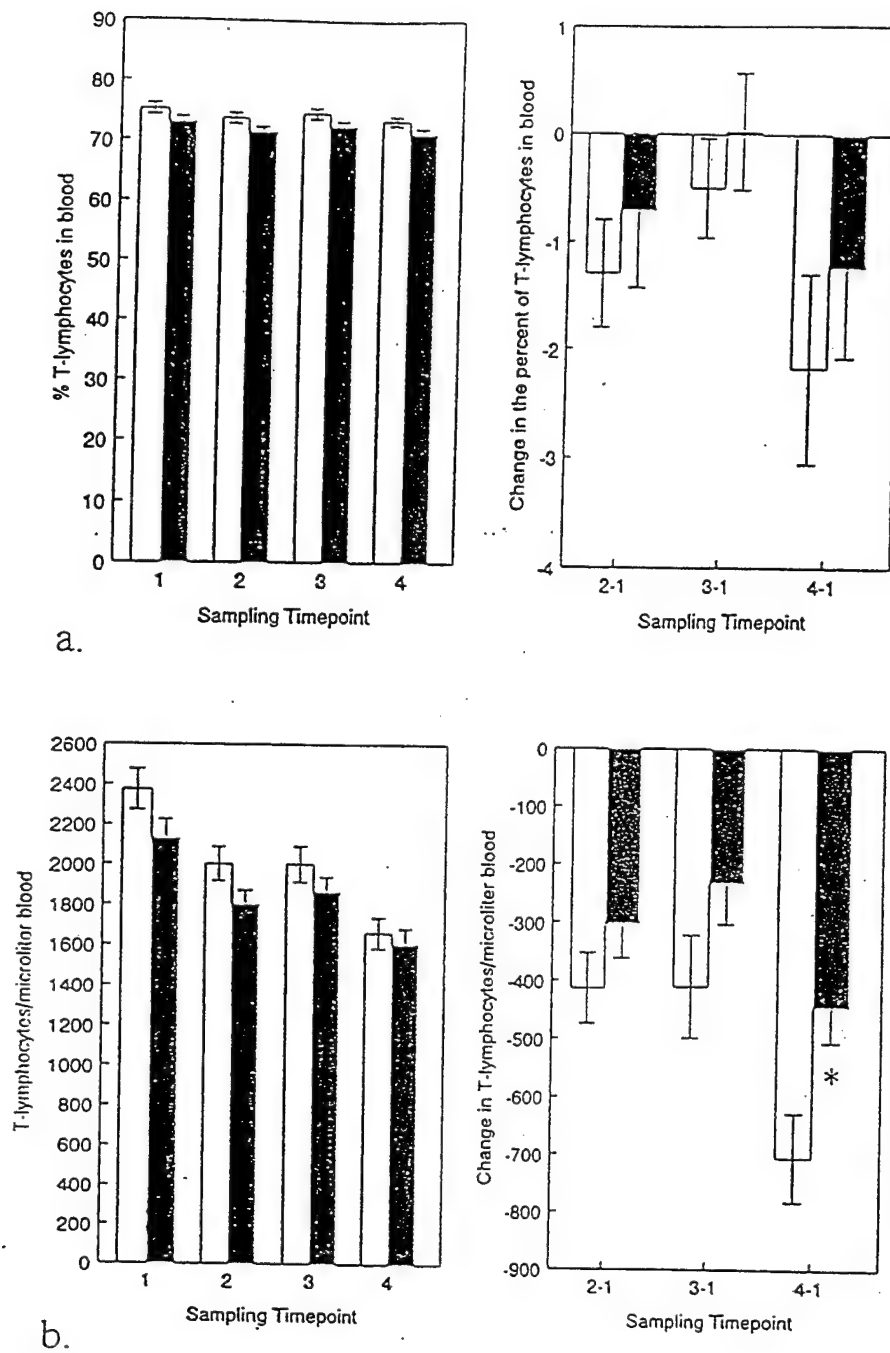 90
80
70
60
50
40
30
20
10
0
% T-lymphocytes in blood
1 2 3 4
Sampling Timepoint
1
0
-1
-2
-3
-4
Change in the percent of T-lymphocytes in blood
2-1 3-1 4-1
Sampling Timepoint
a.
2600
2400
2200
2000
1800
1600
1400
1200
1000
800
600
400
200
0
T-lymphocytes/microliter blood
1 2 3 4
Sampling Timepoint
0
-100
-200
-300
-400
-500
-600
-700
-800
-900
Change in T-lymphocytes/microliter blood
*
2-1 3-1 4-1
Sampling Timepoint
b.